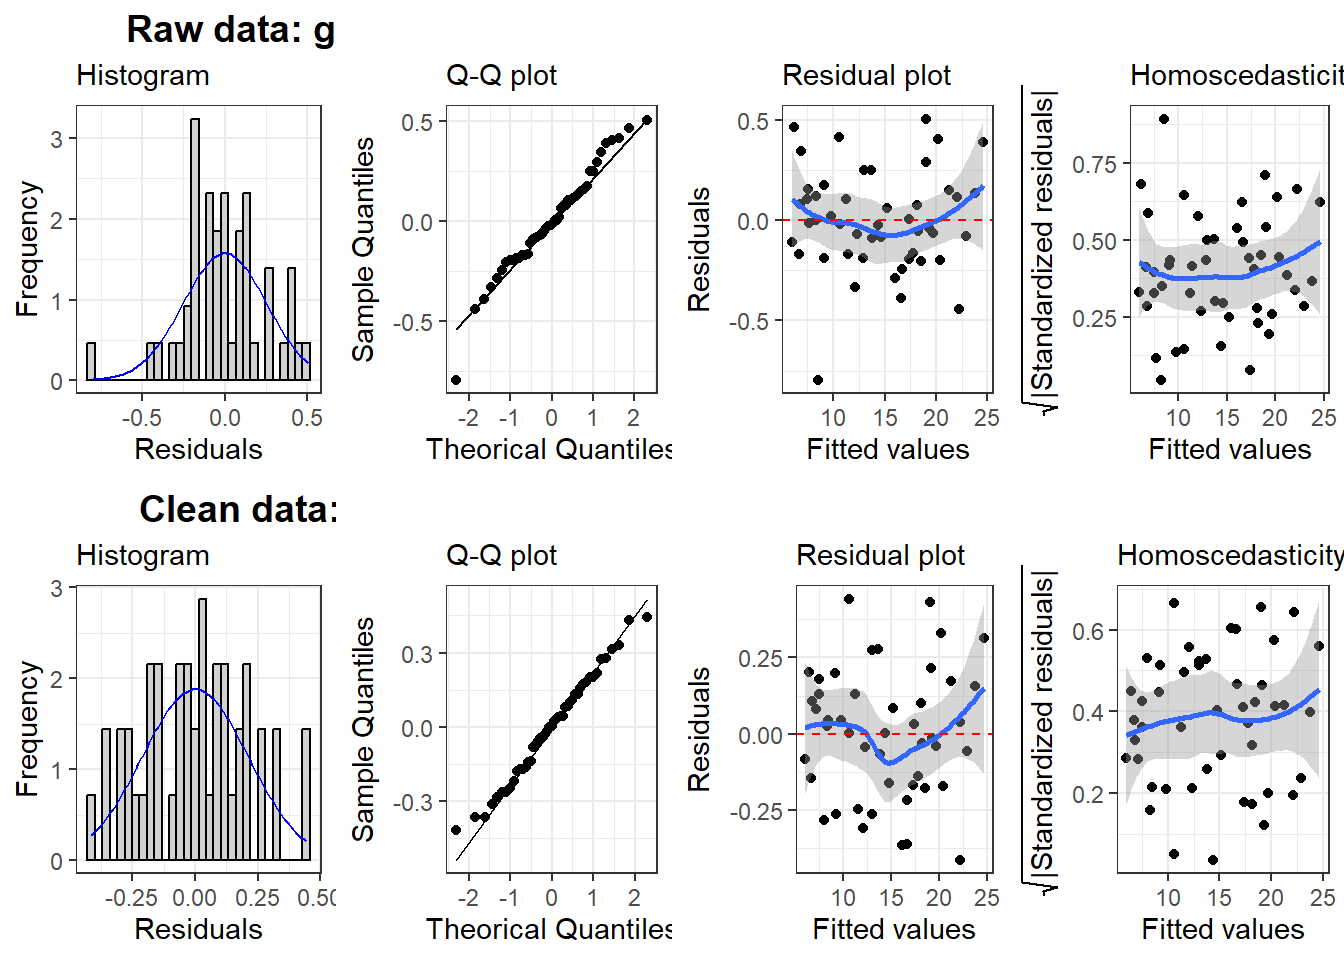 Raw data: g
Histogram
Q-Q plot
Residual plot
Homoscedasticit
Frequency
3
2
1
0
-0.5
0.0
0.5
Residuals
Sample Quantiles
0.5
0.0
-0.5
-2
-1
0
1
2
Theorical Quantiles
Residuals
0.5
0.0
-0.5
10
15
20
25
Fitted values
√|Standardized residuals|
0.75
0.50
0.25
10
15
20
25
Fitted values
Clean data:
Histogram
Q-Q plot
Residual plot
Homoscedasticity
Frequency
3
2
1
0
-0.25
0.00
0.25
0.50
Residuals
Sample Quantiles
0.3
0.0
-0.3
-2
-1
0
1
2
Theorical Quantiles
Residuals
0.25
0.00
-0.25
10
15
20
25
Fitted values
√|Standardized residuals|
0.6
0.4
0.2
10
15
20
25
Fitted values